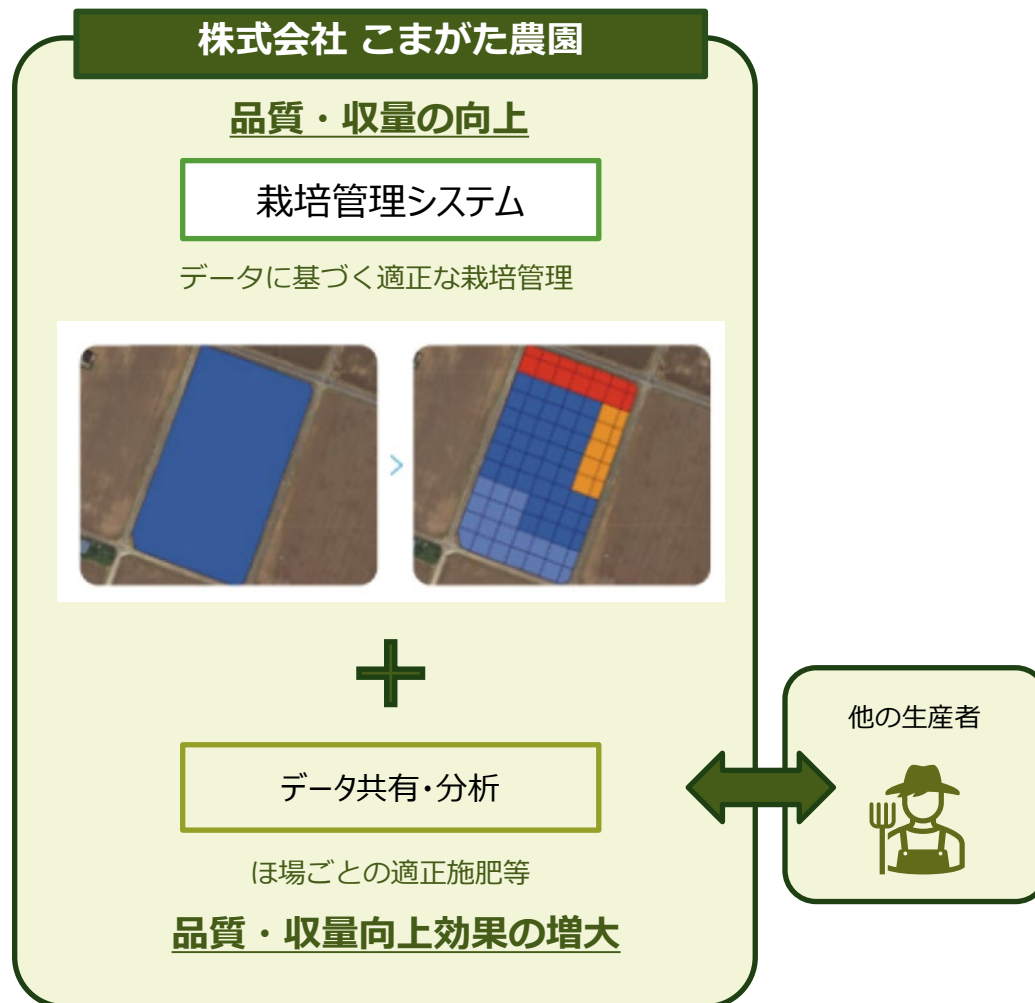 株式会社 こまがた農園
品質・収量の向上
栽培管理システム
データに基づく適正な栽培管理
データ共有・分析
ほ場ごとの適正施肥等
品質・収量向上効果の増大
他の生産者